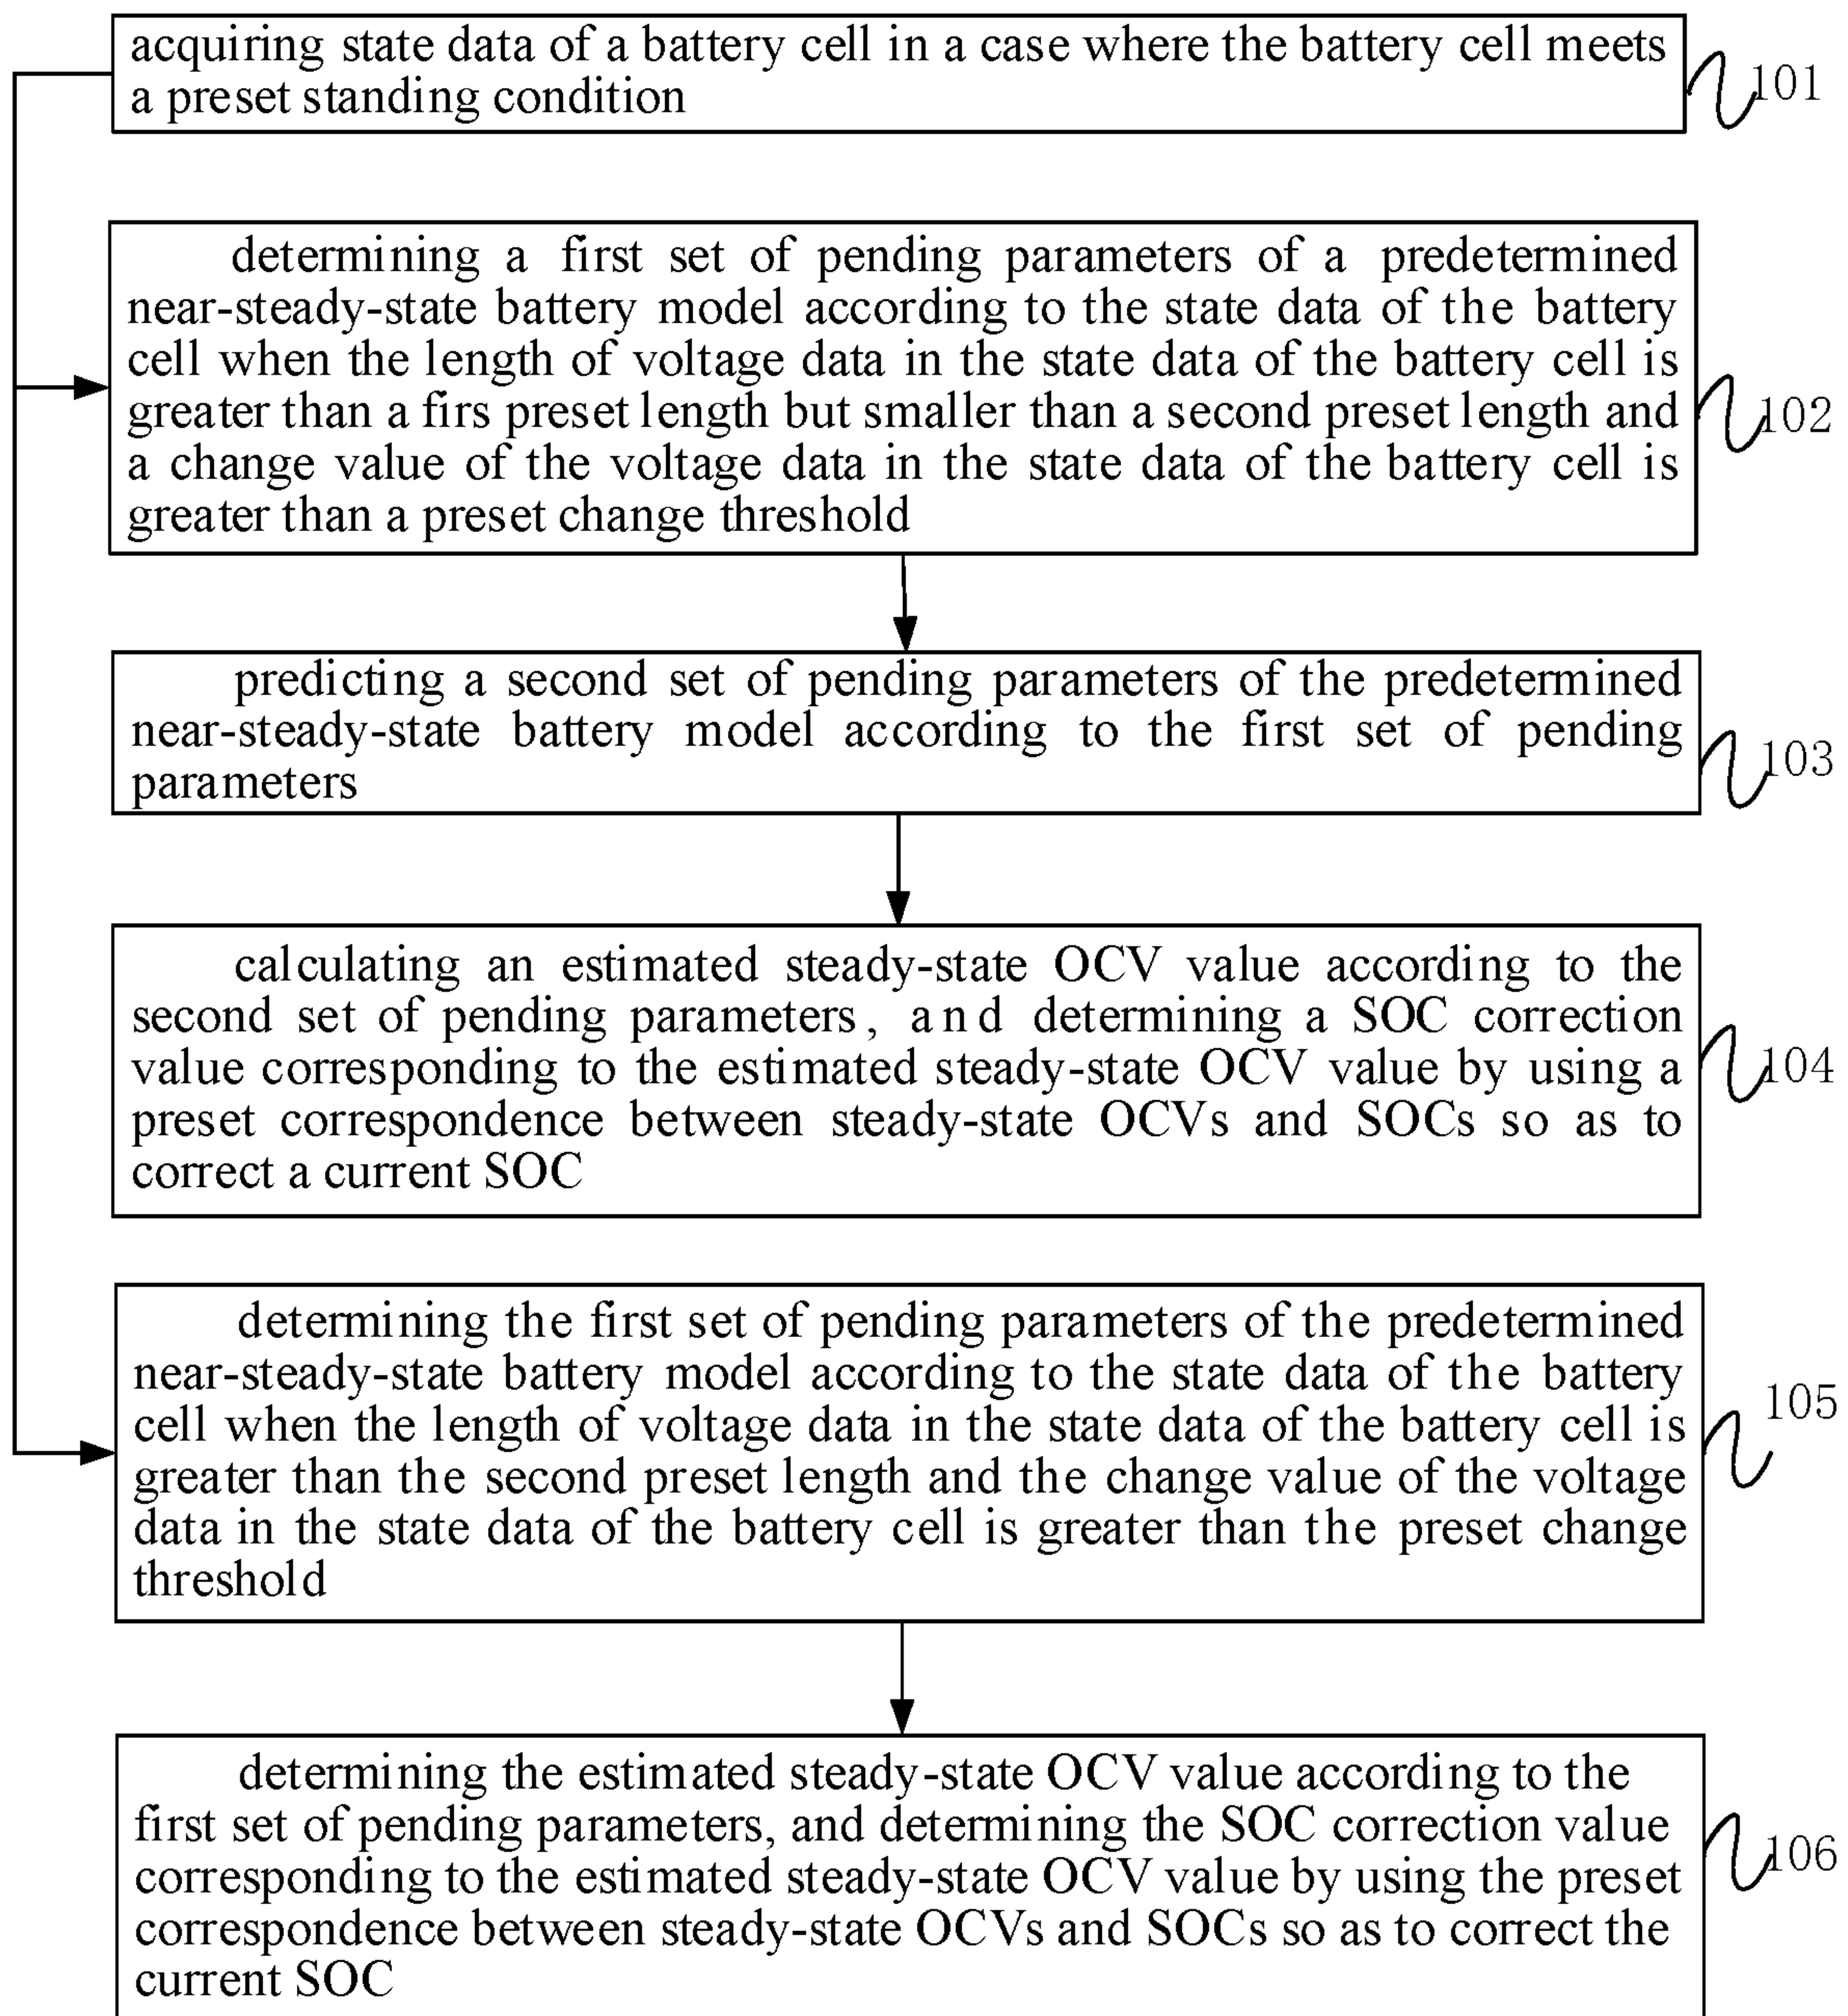 acquiring state data of a battery cell in a case where the battery cell meets
a preset standing condition
101
determining a first set of pending parameters of a predetermined
near-steady-state battery model according to the state data of the battery
cell when the length of voltage data in the state data of the battery cell is
greater than a firs preset length but smaller than a second preset length and
a change value of the voltage data in the state data of the battery cell is
greater than a preset change threshold
102
predicting a second set of pending parameters of the predetermined
near-steady-state battery model according to the first set of pending
parameters
103
calculating an estimated steady-state OCV value according to the
second set of pending parameters, and determining a SOC correction
value corresponding to the estimated steady-state OCV value by using a
preset correspondence between steady-state OCVs and SOCs so as to
correct a current SOC
104
determining the first set of pending parameters of the predetermined
near-steady-state battery model according to the state data of the battery
cell when the length of voltage data in the state data of the battery cell is
greater than the second preset length and the change value of the voltage
data in the state data of the battery cell is greater than the preset change
threshold
105
determining the estimated steady-state OCV value according to the
first set of pending parameters, and determining the SOC correction value
corresponding to the estimated steady-state OCV value by using the preset
correspondence between steady-state OCVs and SOCs so as to correct the
current SOC
106